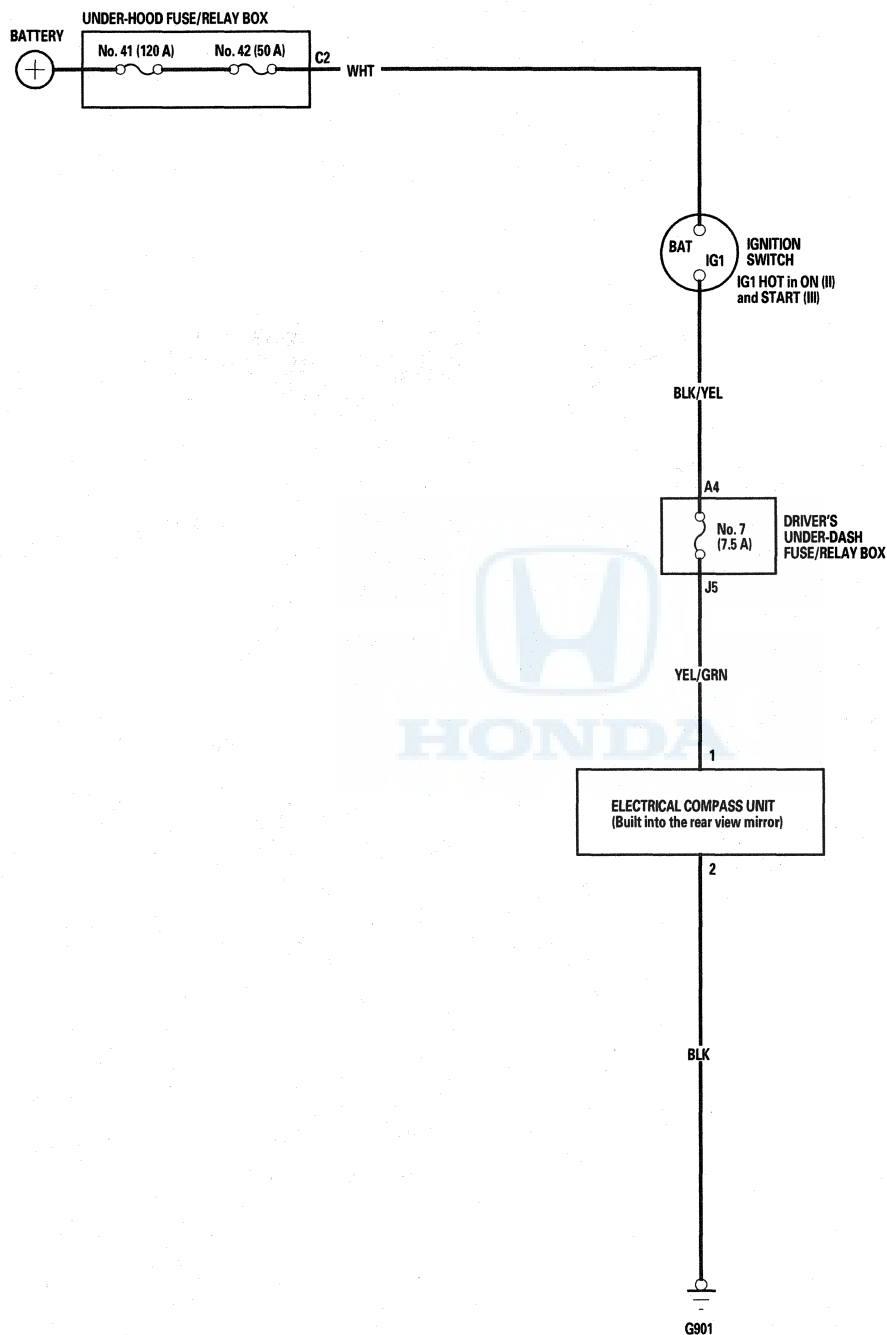 UNDER-HOOD FUSE/RELAY BOX
BATTERY
No. 41 (120 A)
No. 42 (50 A)
C2
WHT
BAT
IG1
IGNITION
SWITCH
IG1 HOT in ON (II)
and START (III)
BLK/YEL
A4
No. 7
(7.5 A)
DRIVER'S
UNDER-DASH
FUSE/RELAY BOX
J5
YEL/GRN
HONDA
1
ELECTRICAL COMPASS UNIT
(Built into the rear view mirror)
2
BLK
G901